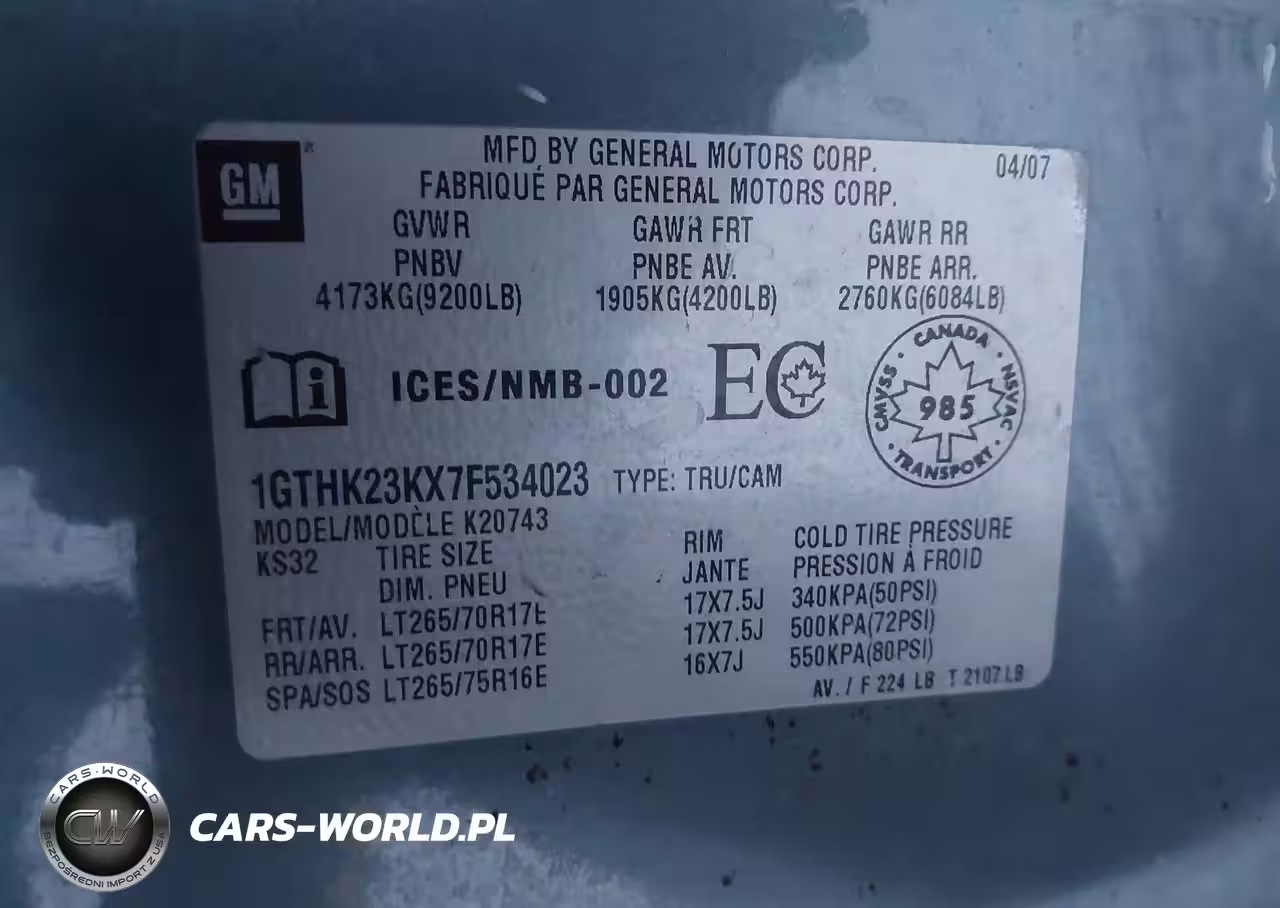 GM
MFD BY GENERAL MOTORS CORP. 04/07
FABRIQUÉ PAR GENERAL MOTORS CORP.
GVWR GAWR FRT GAWR RR
PNBV PNBE AV. PNBE ARR.
4173KG(9200LB) 1905KG(4200LB) 2760KG(6084LB)
i ICES/NMB-002 EC
CANADA
CMVSS 985 NSVAC
TRANSPORT
1GTHK23KX7F534023 TYPE: TRU/CAM
MODEL/MODÈLE K20743
KS32 TIRE SIZE RIM COLD TIRE PRESSURE
DIM. PNEU JANTE PRESSION À FROID
FRT/AV. LT265/70R17E 17X7.5J 340KPA(50PSI)
RR/ARR. LT265/70R17E 17X7.5J 500KPA(72PSI)
SPA/SOS LT265/75R16E 16X7J 550KPA(80PSI)
AV. / F 224 LB T 2107 LB
CARS-WORLD
CW
BEZPOŚREDNI IMPORT Z USA
CARS-WORLD.PL